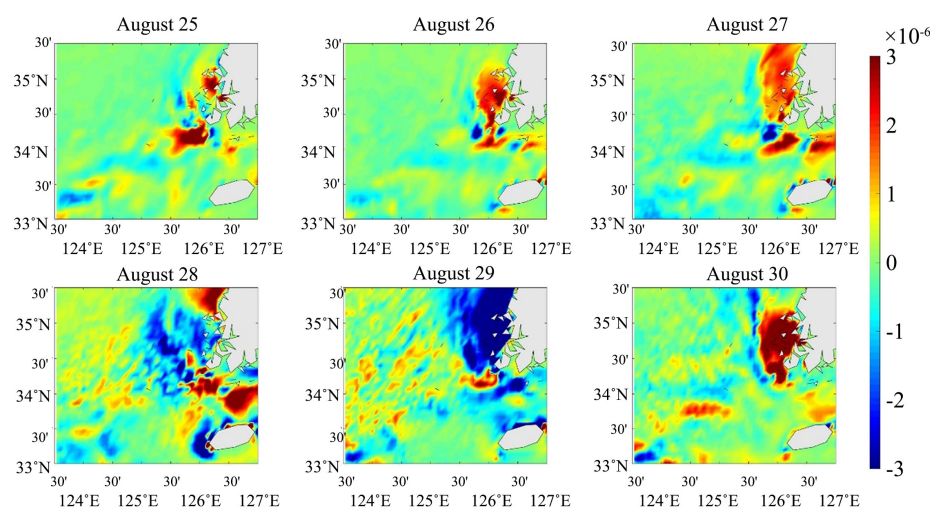 August 25
August 26
August 27
×10⁻⁶
30'
35°N
30'
34°N
30'
33°N
30'
30'
30'
30'
124°E
125°E
126°E
127°E
30'
35°N
30'
34°N
30'
33°N
30'
30'
30'
30'
124°E
125°E
126°E
127°E
30'
35°N
30'
34°N
30'
33°N
30'
30'
30'
30'
124°E
125°E
126°E
127°E
August 28
August 29
August 30
30'
35°N
30'
34°N
30'
33°N
30'
30'
30'
30'
124°E
125°E
126°E
127°E
30'
35°N
30'
34°N
30'
33°N
30'
30'
30'
30'
124°E
125°E
126°E
127°E
30'
35°N
30'
34°N
30'
33°N
30'
30'
30'
30'
124°E
125°E
126°E
127°E
3
2
1
0
-1
-2
-3